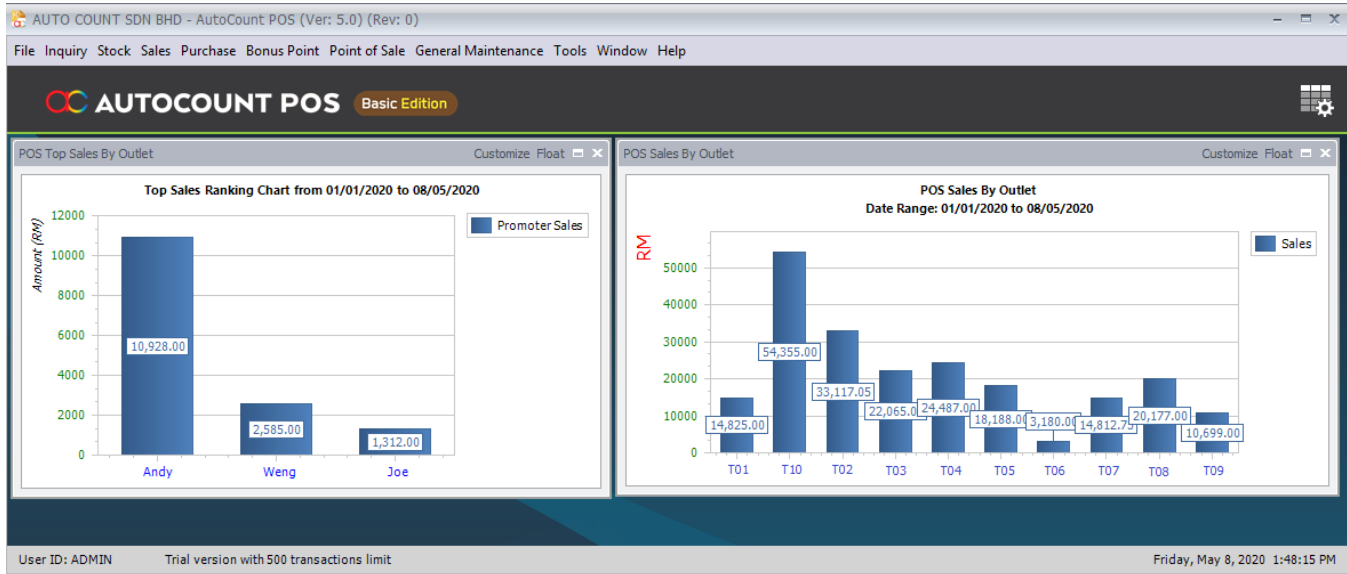 AUTO COUNT SDN BHD - AutoCount POS (Ver: 5.0) (Rev: 0)
File Inquiry Stock Sales Purchase Bonus Point Point of Sale General Maintenance Tools Window Help
AUTOCOUNT POS Basic Edition
POS Top Sales By Outlet Customize Float
Top Sales Ranking Chart from 01/01/2020 to 08/05/2020
Amount (RM)
12000
10000
8000
6000
4000
2000
0
10,928.00
2,585.00
1,312.00
Andy Weng Joe
Promoter Sales
POS Sales By Outlet Customize Float
POS Sales By Outlet
Date Range: 01/01/2020 to 08/05/2020
RM
50000
40000
30000
20000
10000
0
14,825.00
54,355.00
33,117.05
22,065.0
24,487.00
18,188.00
3,180.00
14,812.75
20,177.00
10,699.00
T01 T10 T02 T03 T04 T05 T06 T07 T08 T09
Sales
User ID: ADMIN Trial version with 500 transactions limit Friday, May 8, 2020 1:48:15 PM